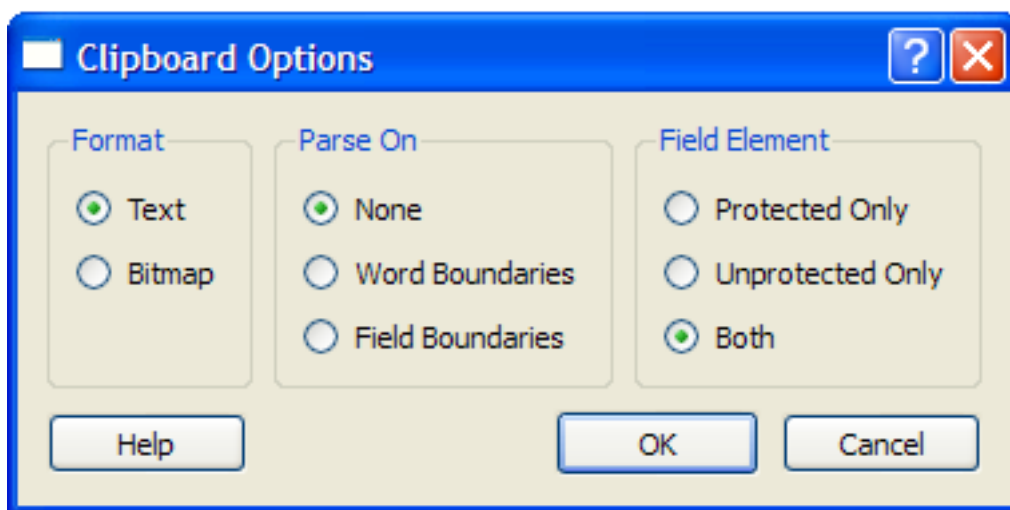 Clipboard Options
?
Format
Text
Bitmap
Parse On
None
Word Boundaries
Field Boundaries
Field Element
Protected Only
Unprotected Only
Both
Help
OK
Cancel